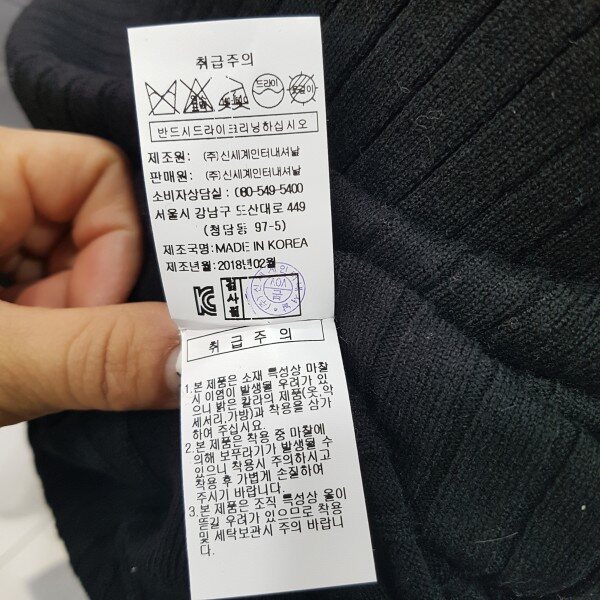 취급주의
드라이
옷걸이
반드시드라이크리닝하십시오
제조원: (주)신세계인터내셔날
판매원: (주)신세계인터내셔날
소비자상담실: 080-549-5400
서울시 강남구 도산대로 449
(청담동 97-5)
제조국명: MADE IN KOREA
제조년월: 2018년02월
검사필
취 급 주 의
1.본 제품은 소재 특성상 마찰
시 이염이 발생될 우려가 있
으니 밝은 칼라의 제품(옷,악
세서리,가방)과 착용을 삼가
하여 주십시요.
2.본 제품은 착용 중 마찰에
의해 보푸라기가 발생될 수
있으니 착용시 주의하시고
착용 후 가볍게 손질하여
주시기 바랍니다.
3.본 제품은 조직 특성상 올이
뜯길 우려가 있으므로 착용
및 세탁보관시 주의 바랍니
다.